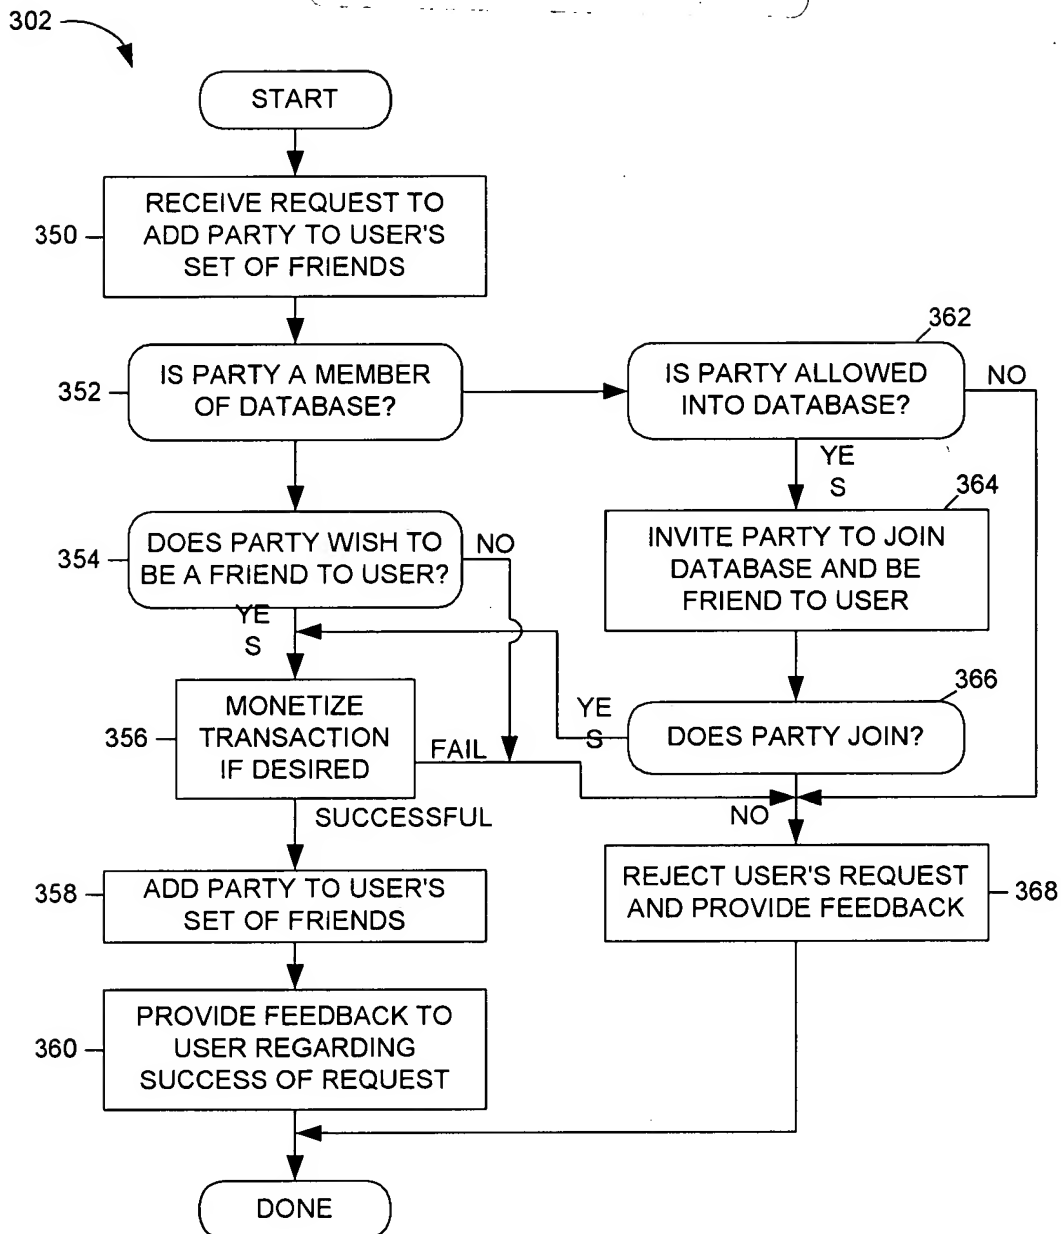 302
START
350
RECEIVE REQUEST TO
ADD PARTY TO USER'S
SET OF FRIENDS
352
IS PARTY A MEMBER
OF DATABASE?
362
IS PARTY ALLOWED
INTO DATABASE?
NO
YE
S
354
DOES PARTY WISH TO
BE A FRIEND TO USER?
NO
YE
S
364
INVITE PARTY TO JOIN
DATABASE AND BE
FRIEND TO USER
356
MONETIZE
TRANSACTION
IF DESIRED
FAIL
SUCCESSFUL
366
DOES PARTY JOIN?
YE
S
NO
358
ADD PARTY TO USER'S
SET OF FRIENDS
REJECT USER'S REQUEST
AND PROVIDE FEEDBACK
368
360
PROVIDE FEEDBACK TO
USER REGARDING
SUCCESS OF REQUEST
DONE